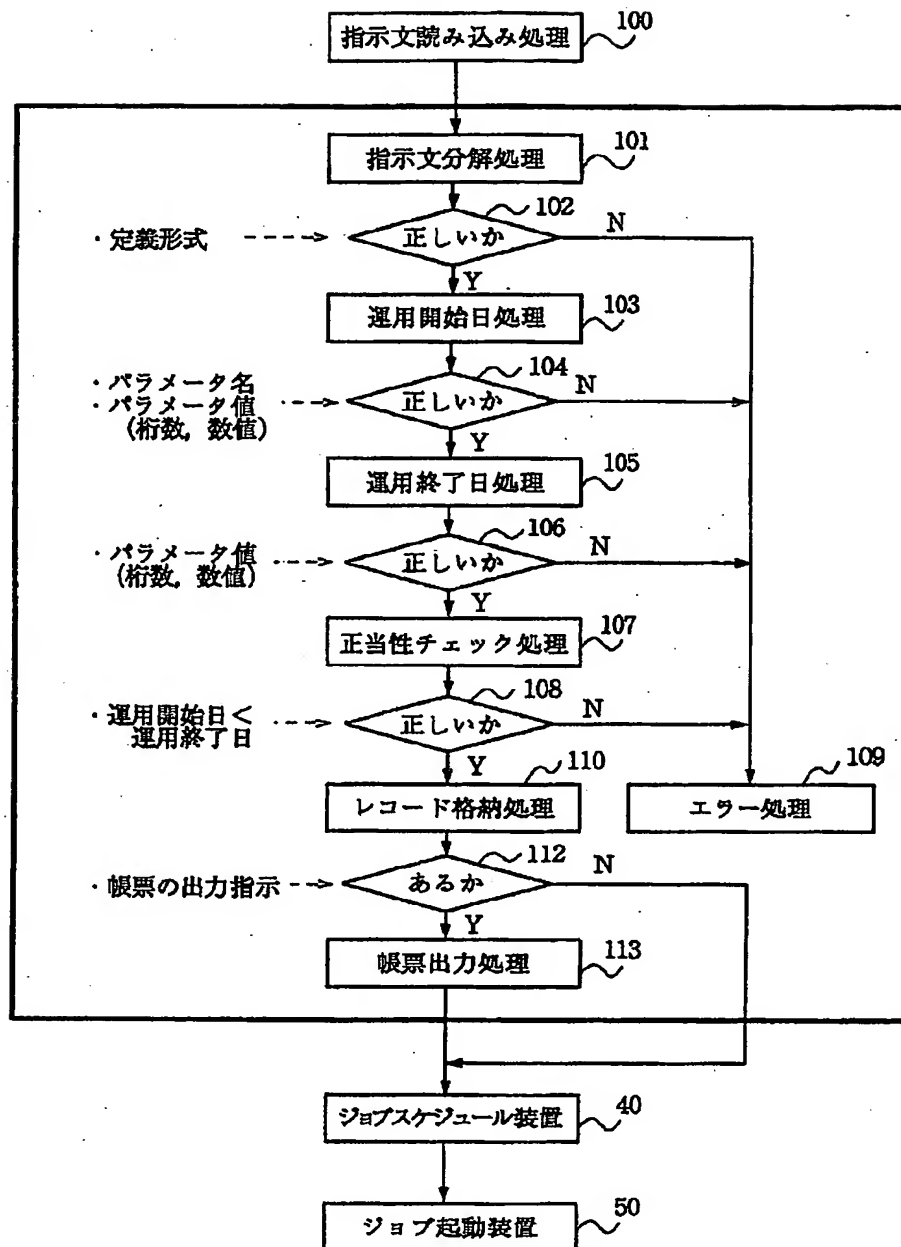 指示文読み込み処理
100
指示文分解処理
101
102
・定義形式
正しいか
N
Y
運用開始日処理
103
104
・パラメータ名
・パラメータ値
(桁数, 数値)
正しいか
N
Y
運用終了日処理
105
106
・パラメータ値
(桁数, 数値)
正しいか
N
Y
正当性チェック処理
107
108
・運用開始日<
運用終了日
正しいか
N
Y
110
109
レコード格納処理
エラー処理
112
・帳票の出力指示
あるか
N
Y
帳票出力処理
113
ジョブスケジュール装置
40
ジョブ起動装置
50